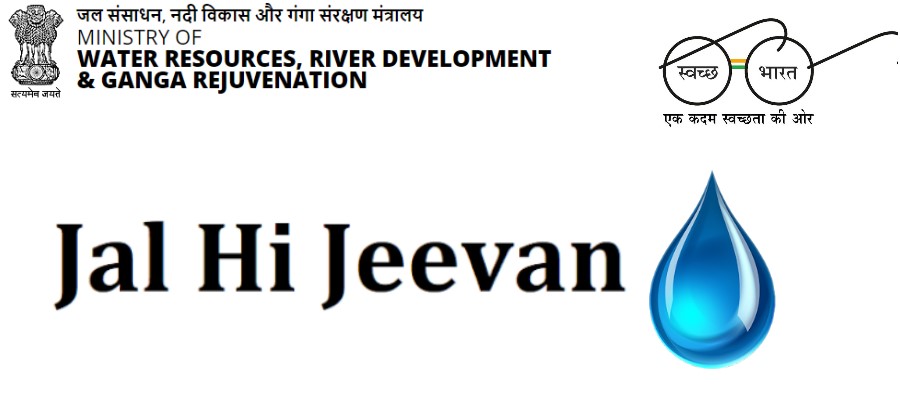 जल संसाधन, नदी विकास और गंगा संरक्षण मंत्रालय
MINISTRY OF
WATER RESOURCES, RIVER DEVELOPMENT
& GANGA REJUVENATION
सत्यमेव जयते
स्वच्छ भारत
एक कदम स्वच्छता की ओर
Jal Hi Jeevan